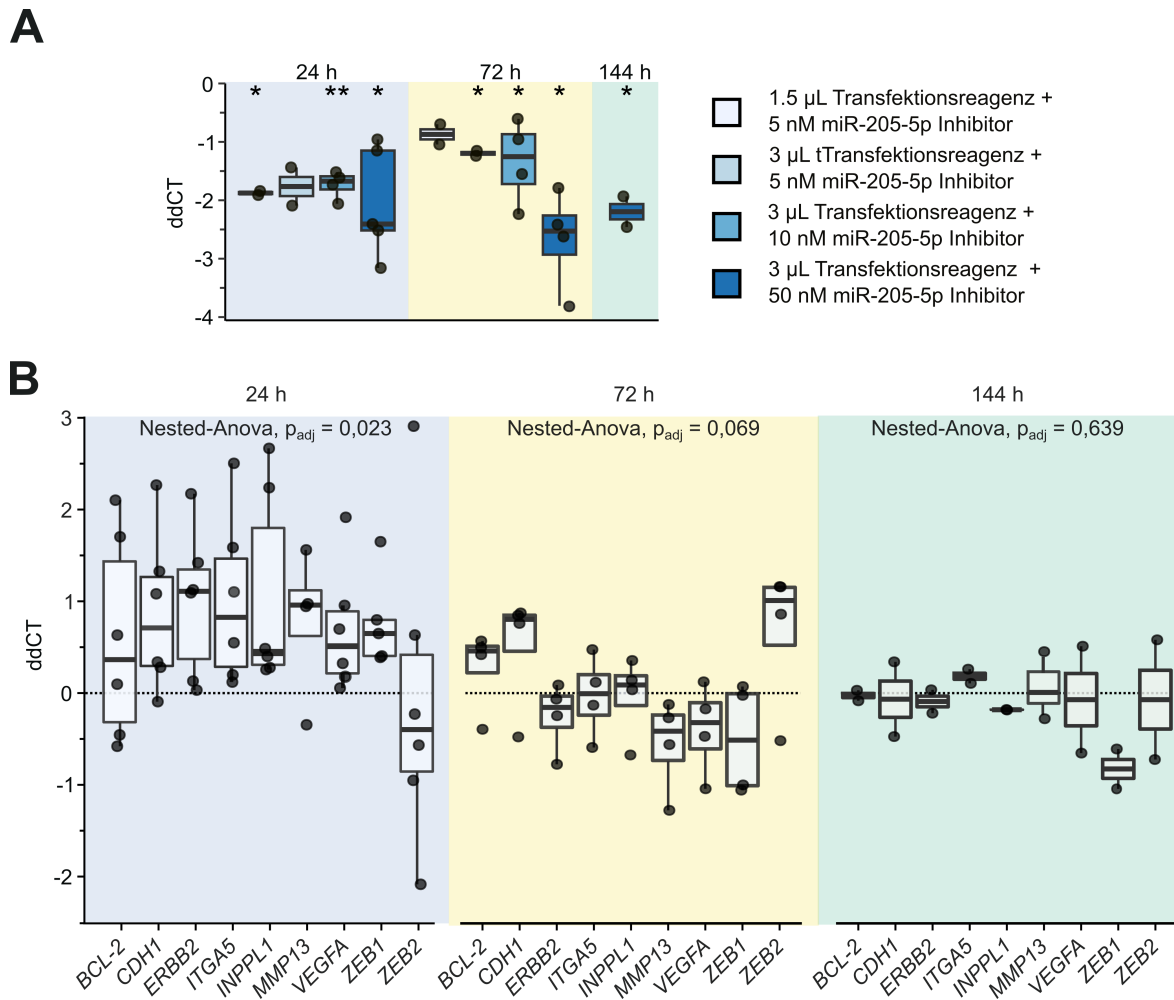 A
24 h
72 h
144 h
* ** * * * * *
0
-1
-2
-3
-4
ddCT
1.5 µL Transfektionsreagenz +
5 nM miR-205-5p Inhibitor
3 µL tTransfektionsreagenz +
5 nM miR-205-5p Inhibitor
3 µL Transfektionsreagenz +
10 nM miR-205-5p Inhibitor
3 µL Transfektionsreagenz +
50 nM miR-205-5p Inhibitor
B
24 h
72 h
144 h
Nested-Anova, padj = 0,023
Nested-Anova, padj = 0,069
Nested-Anova, padj = 0,639
3
2
1
0
-1
-2
ddCT
BCL-2 CDH1 ERBB2 ITGA5 INPPL1 MMP13 VEGFA ZEB1 ZEB2
BCL-2 CDH1 ERBB2 ITGA5 INPPL1 MMP13 VEGFA ZEB1 ZEB2
BCL-2 CDH1 ERBB2 ITGA5 INPPL1 MMP13 VEGFA ZEB1 ZEB2